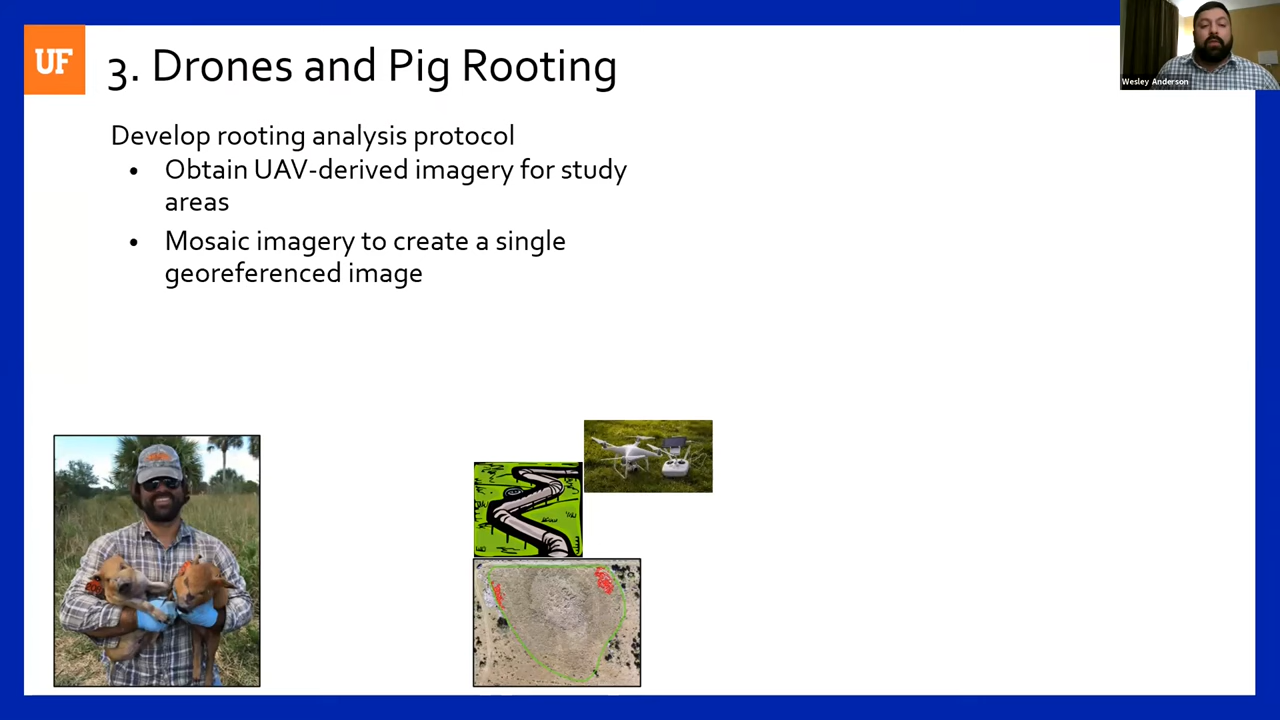 UF
3. Drones and Pig Rooting
Wesley Anderson
Develop rooting analysis protocol
• Obtain UAV-derived imagery for study
areas
• Mosaic imagery to create a single
georeferenced image